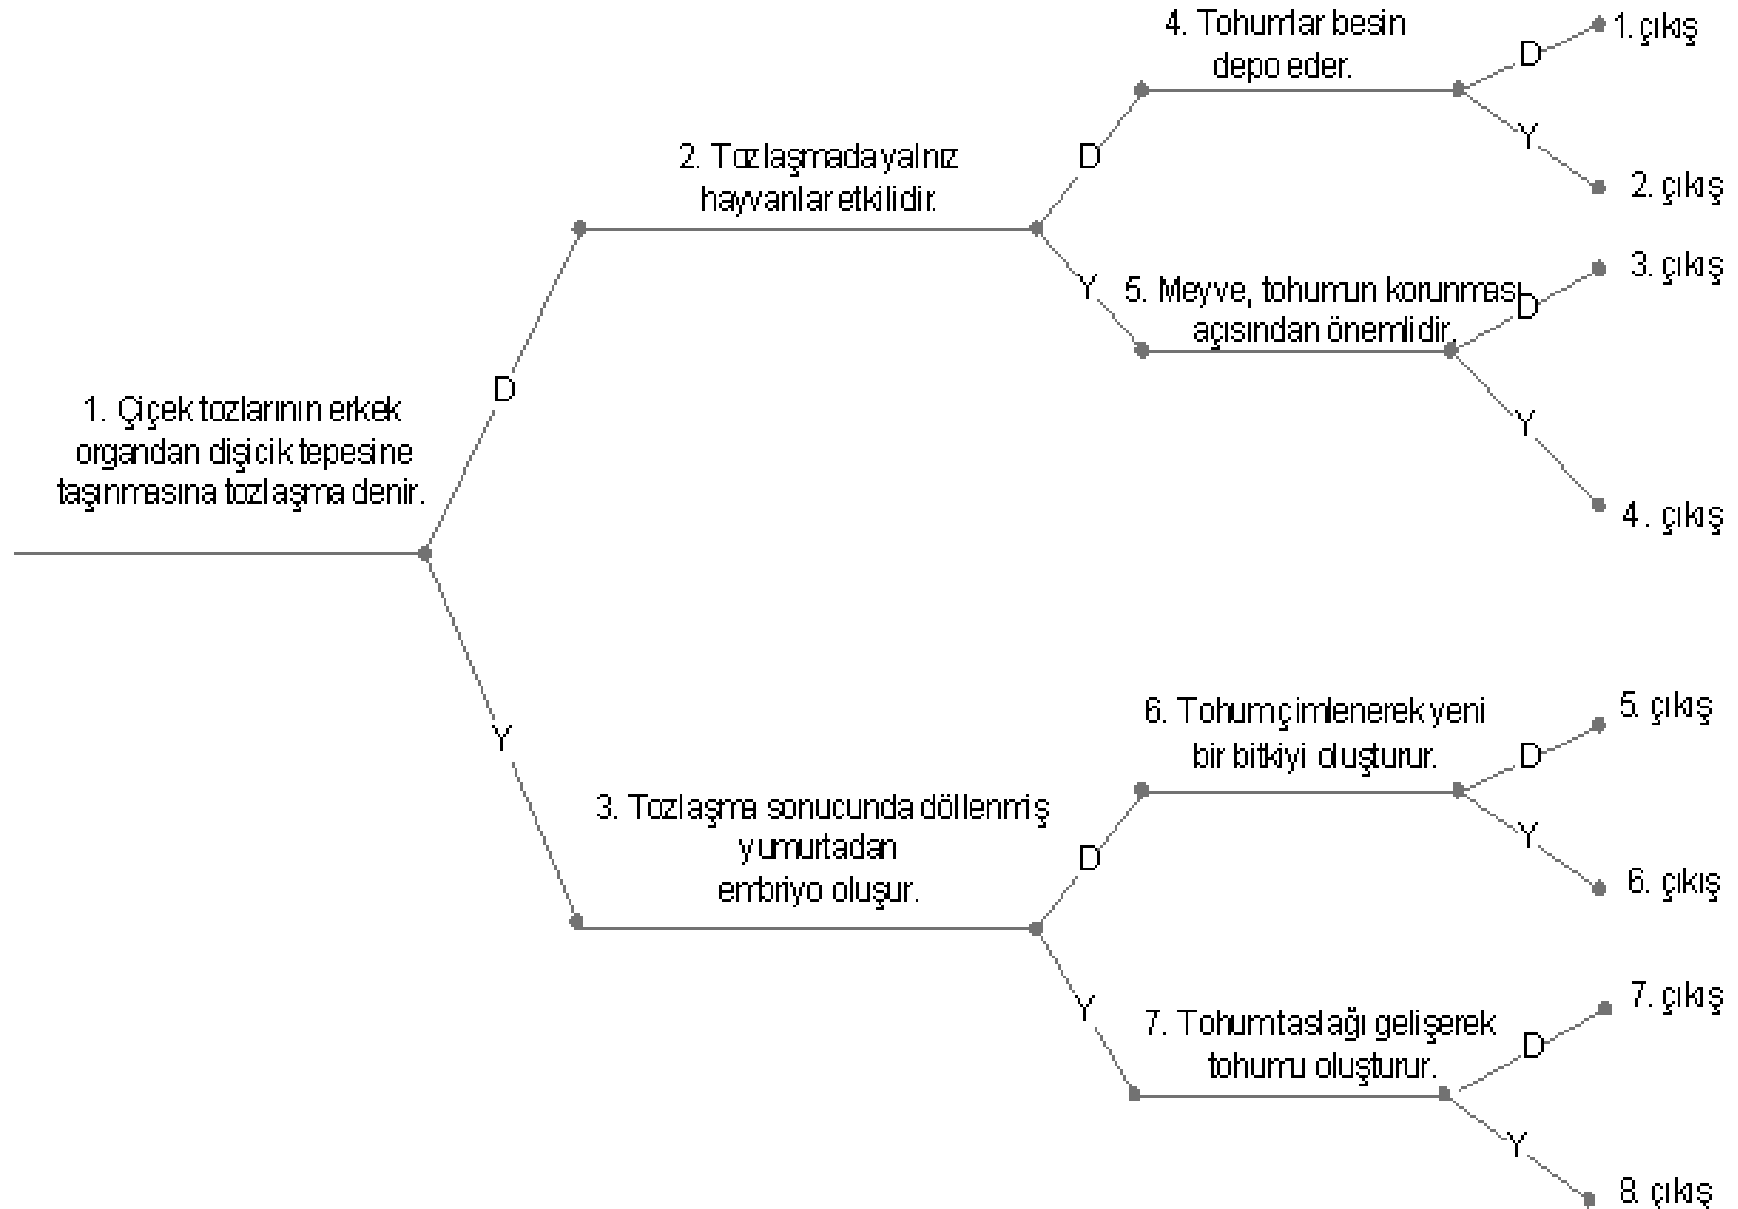 1. Çiçek tozlarının erkek
organdan dişicik tepesine
taşınmasına tozlaşma denir.
D
Y
2. Tozlaşmada yalnız
hayvanlar etkilidir.
D
Y
4. Tohumlar besin
depo eder.
D
Y
1. çıkış
2. çıkış
5. Meyve, tohumun korunması
açısından önemlidir.
D
Y
3. çıkış
4. çıkış
3. Tozlaşma sonucunda döllenmiş
yumurtadan
embriyo oluşur.
D
Y
6. Tohum çimlenerek yeni
bir bitkiyi oluşturur.
D
Y
5. çıkış
6. çıkış
7. Tohum taslağı gelişerek
tohumu oluşturur.
D
Y
7. çıkış
8. çıkış